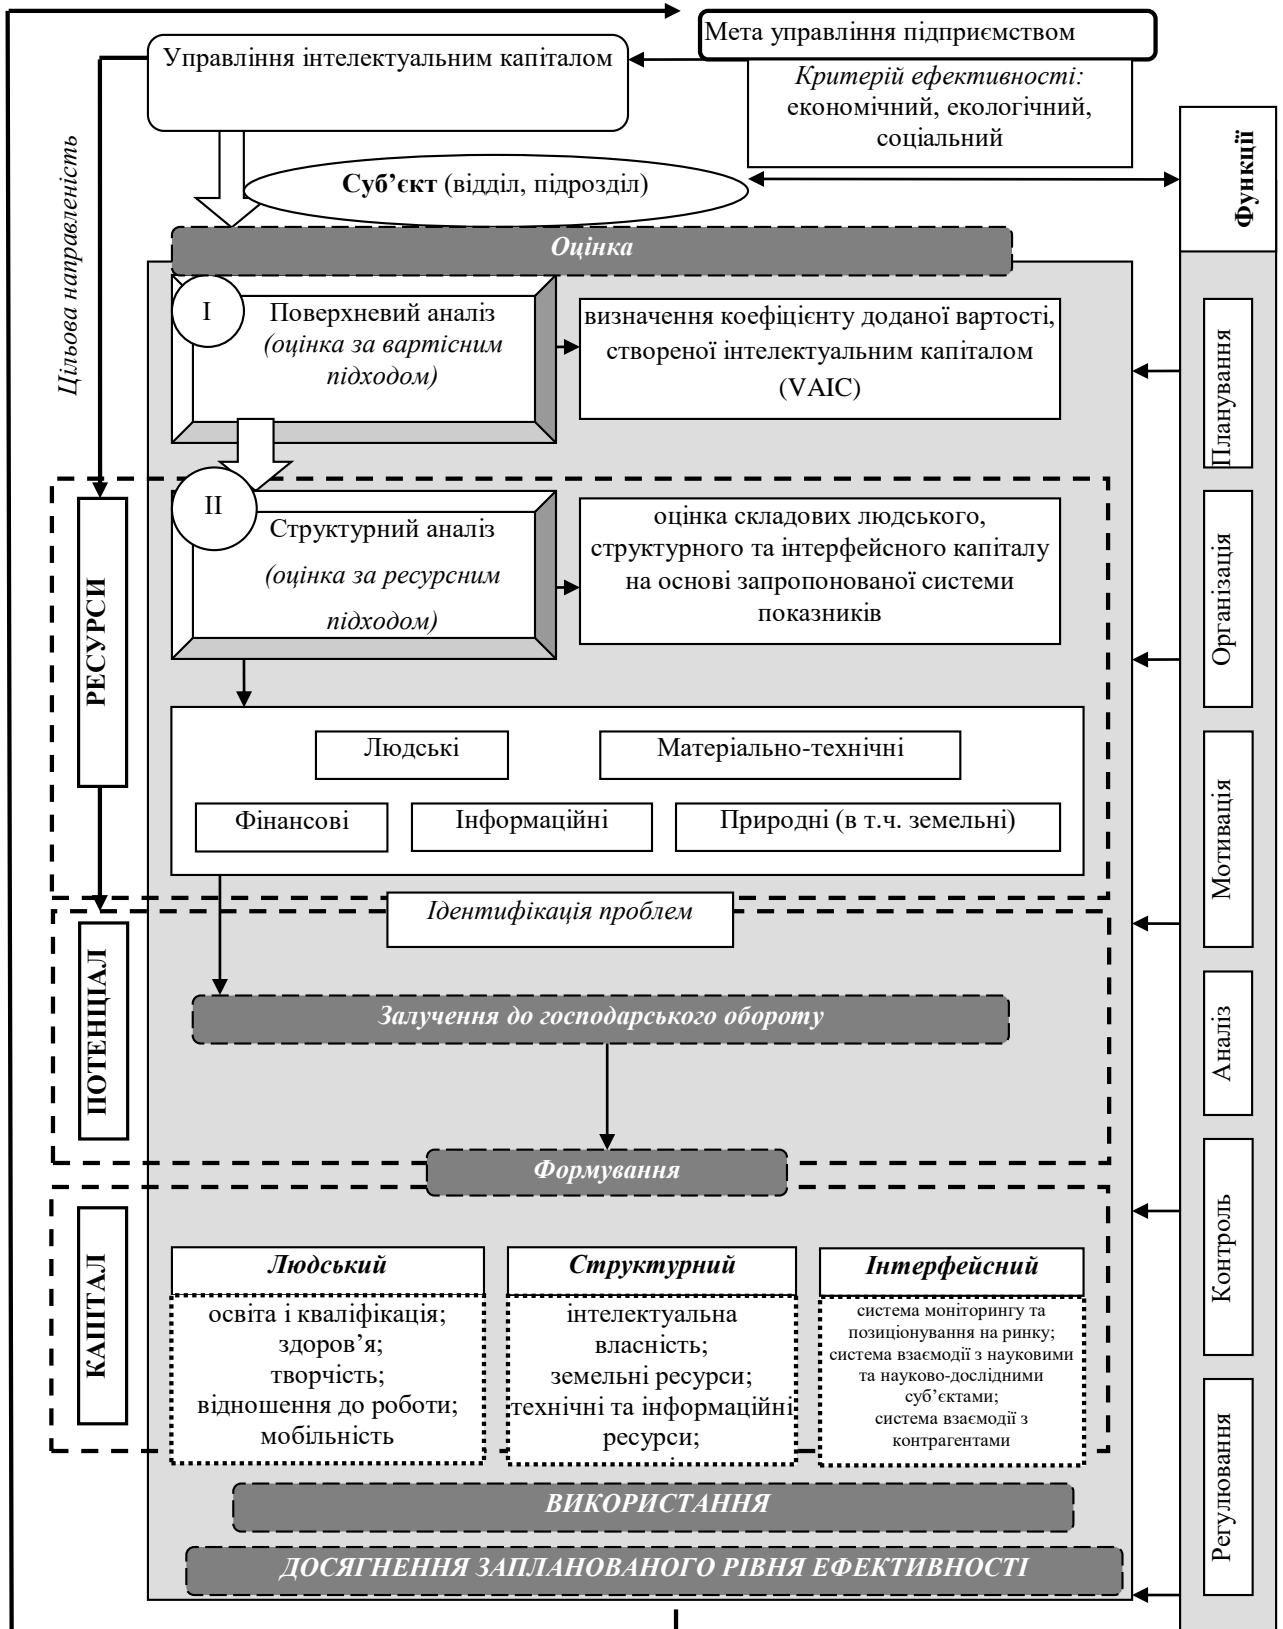 Мета управління підприємством
Управління інтелектуальним капіталом
Критерій ефективності:
економічний, екологічний,
соціальний
Цільова направленість
Суб’єкт (відділ, підрозділ)
Функції
Оцінка
I
Поверхневий аналіз
(оцінка за вартісним
підходом)
визначення коефіцієнту доданої вартості,
створеної інтелектуальним капіталом
(VAIC)
Планування
II
Структурний аналіз
(оцінка за ресурсним
підходом)
оцінка складових людського,
структурного та інтерфейсного капіталу
на основі запропонованої системи
показників
Організація
РЕСУРСИ
Людські
Матеріально-технічні
Фінансові
Інформаційні
Природні (в т.ч. земельні)
Мотивація
Ідентифікація проблем
ПОТЕНЦІАЛ
Залучення до господарського обороту
Аналіз
Формування
КАПІТАЛ
Людський
освіта і кваліфікація;
здоров’я;
творчість;
відношення до роботи;
мобільність
Структурний
інтелектуальна
власність;
земельні ресурси;
технічні та інформаційні
ресурси;
Інтерфейсний
система моніторингу та
позиціонування на ринку;
система взаємодії з науковими
та науково-дослідними
суб’єктами;
система взаємодії з
контрагентами
Контроль
Регулювання
ВИКОРИСТАННЯ
ДОСЯГНЕННЯ ЗАПЛАНОВАНОГО РІВНЯ ЕФЕКТИВНОСТІ